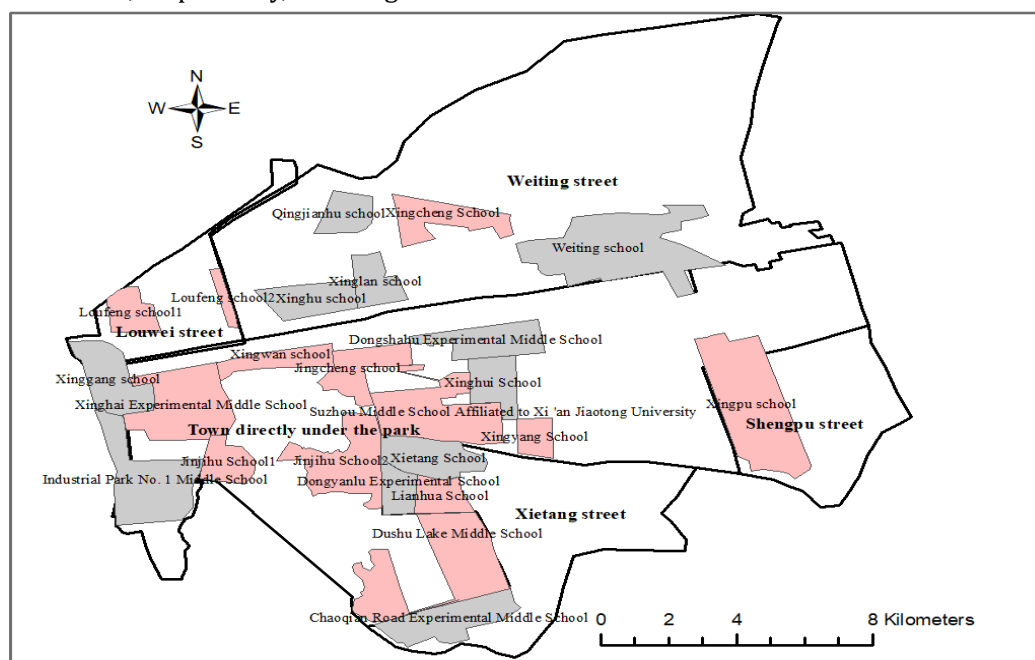 N
W E
S
Weiting street
Qingjianhu school
Xingcheng School
Weiting school
Xinglan school
Xinghu school
Loufeng school2
Loufeng school1
Louwei street
Dongshahu Experimental Middle School
Xingwan school
Jingcheng school
Xinggang school
Xinghui School
Xinghai Experimental Middle School
Suzhou Middle School Affiliated to Xi 'an Jiaotong University
Xingpu school
Shengpu street
Town directly under the park
Xingyang School
Jinjihu School1
Jinjihu School2
Xietang School
Industrial Park No. 1 Middle School
Dongyanlu Experimental School
Lianhua School
Xietang street
Dushu Lake Middle School
Chaoqian Road Experimental Middle School
0 2 4 8 Kilometers